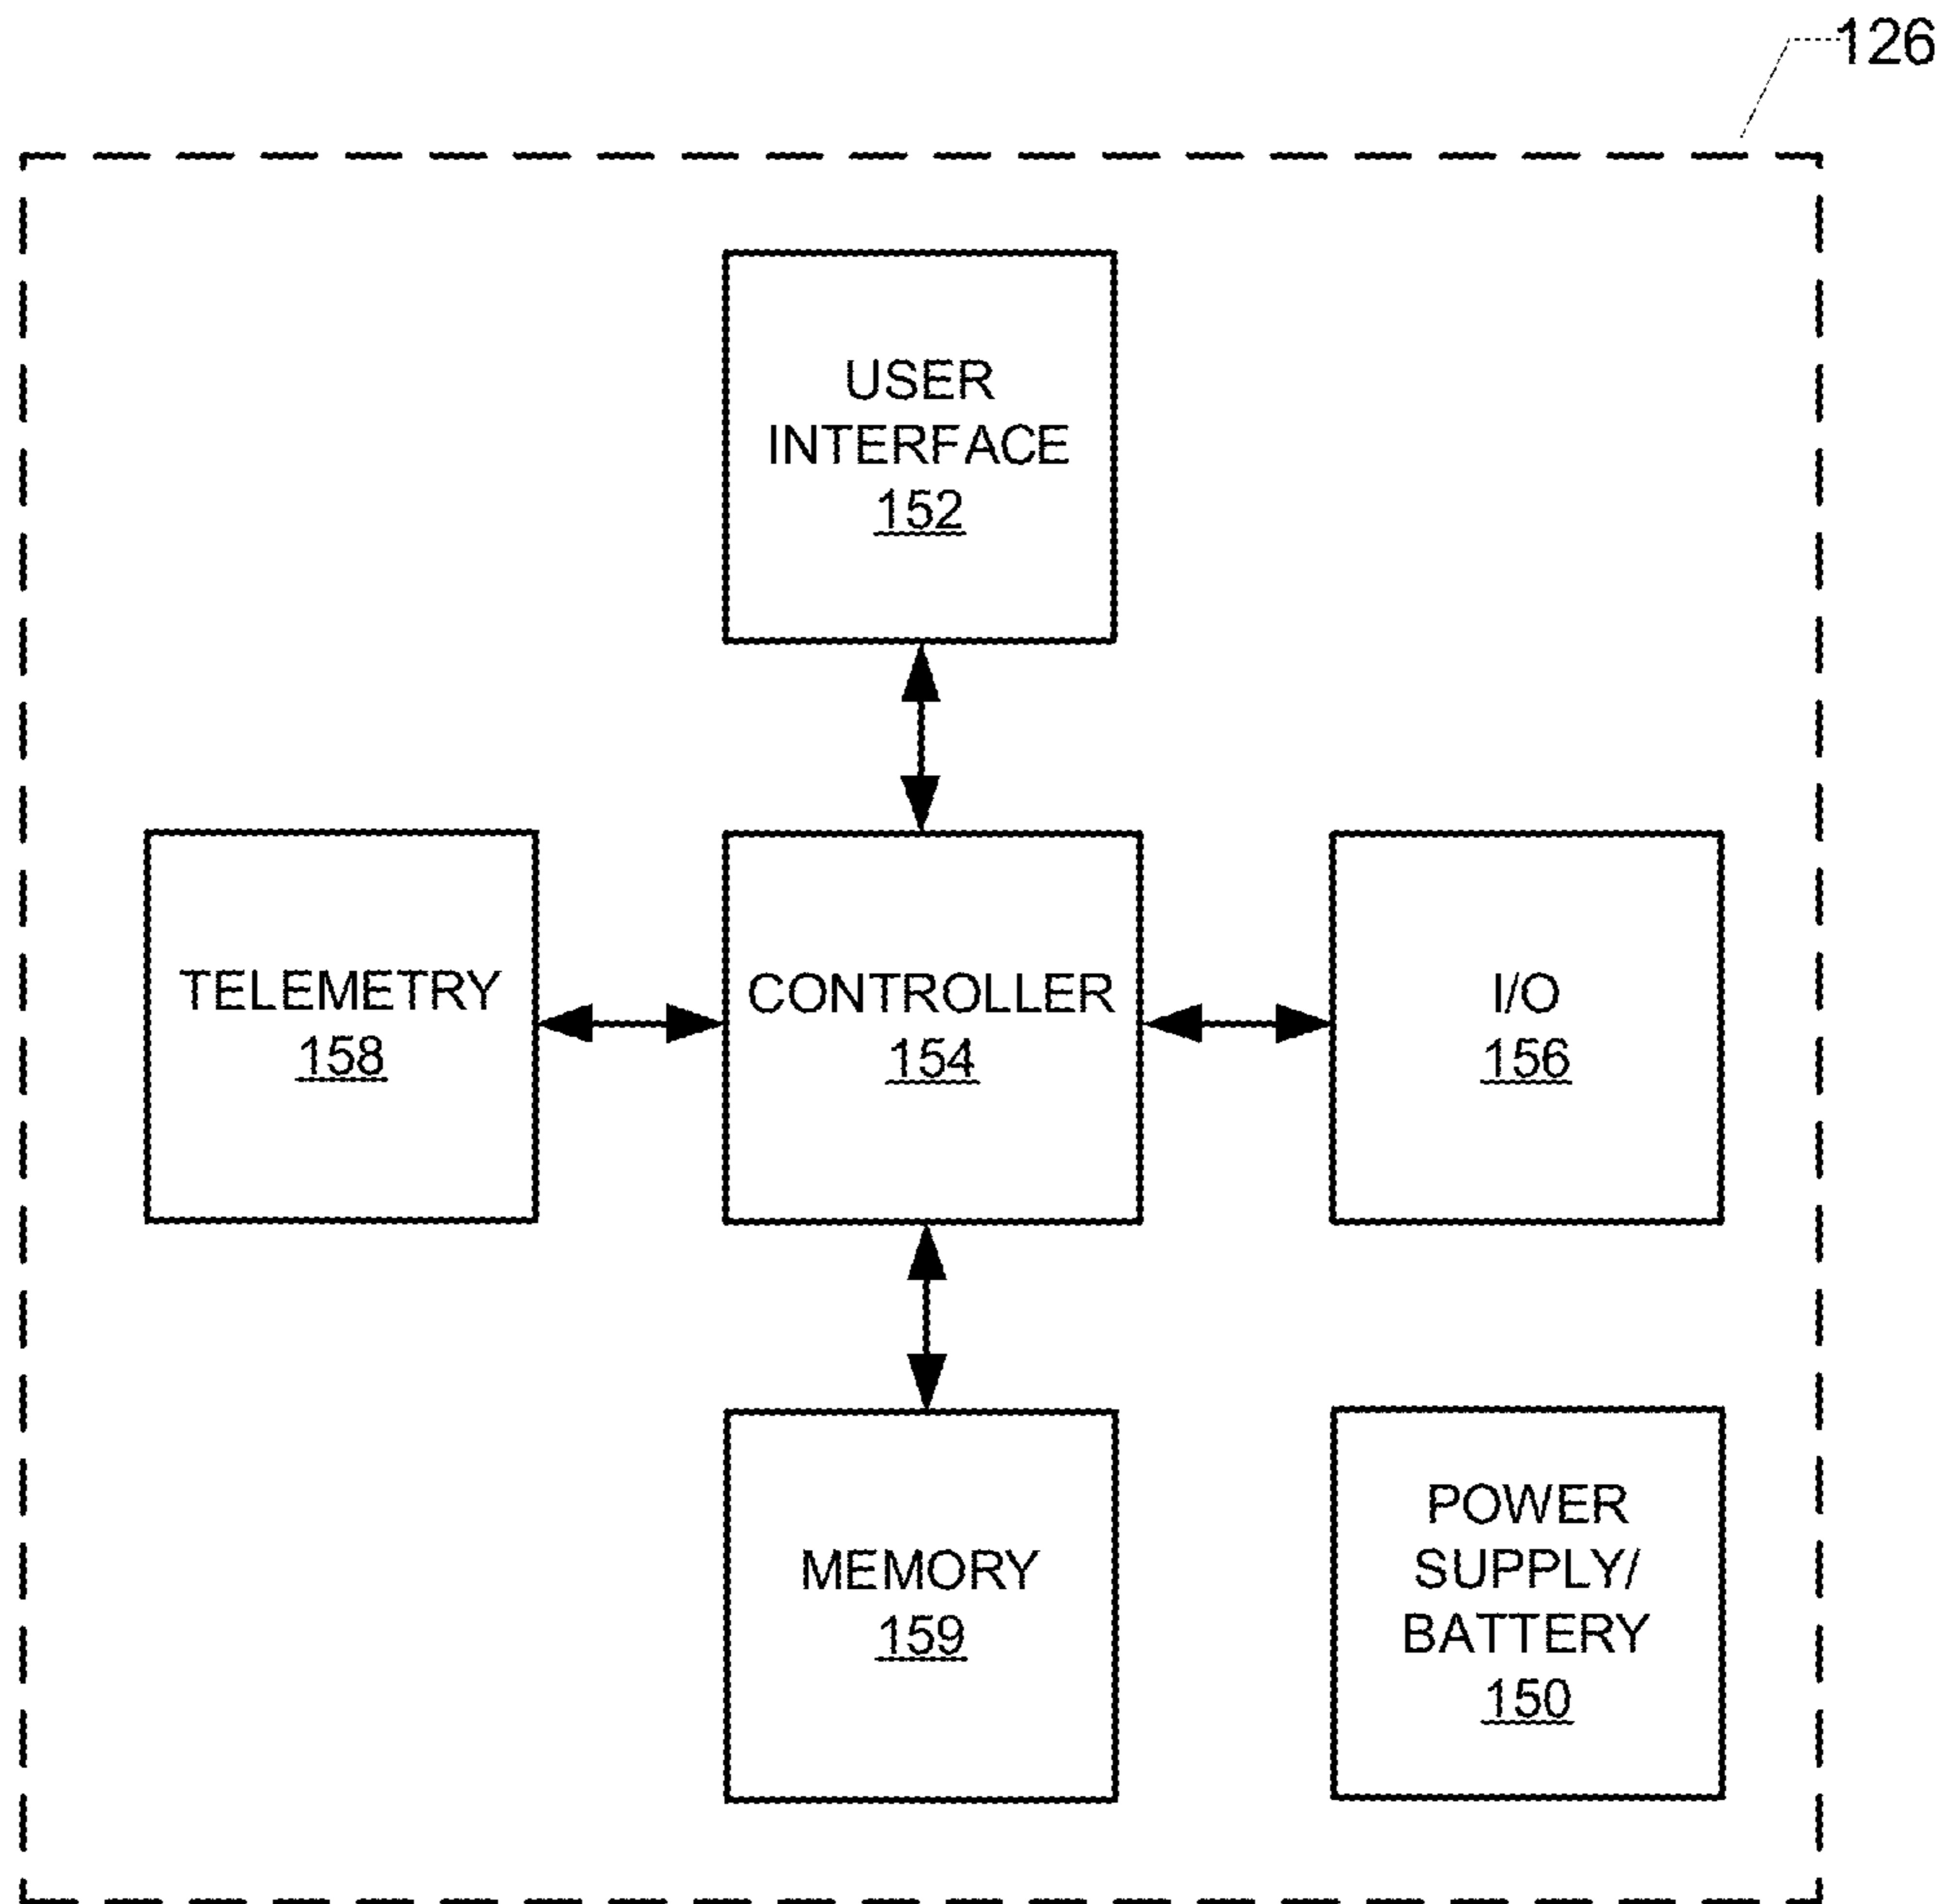 126
USER
INTERFACE
152
TELEMETRY
158
CONTROLLER
154
I/O
156
MEMORY
159
POWER
SUPPLY/
BATTERY
150